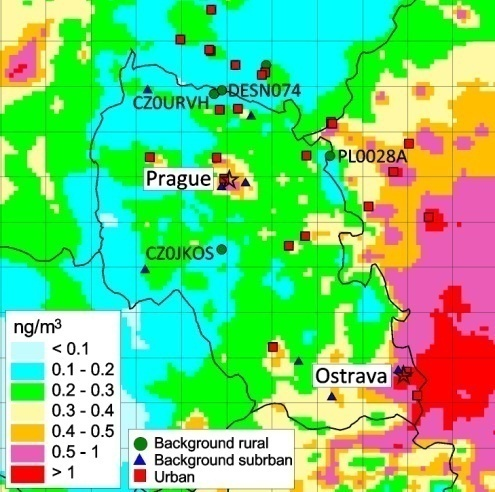 DESN074
CZ0URVH
PL0028A
Prague
CZ0JKOS
ng/m³
< 0.1
0.1 - 0.2
0.2 - 0.3
0.3 - 0.4
0.4 - 0.5
0.5 - 1
> 1
Ostrava
Background rural
Background subrban
Urban